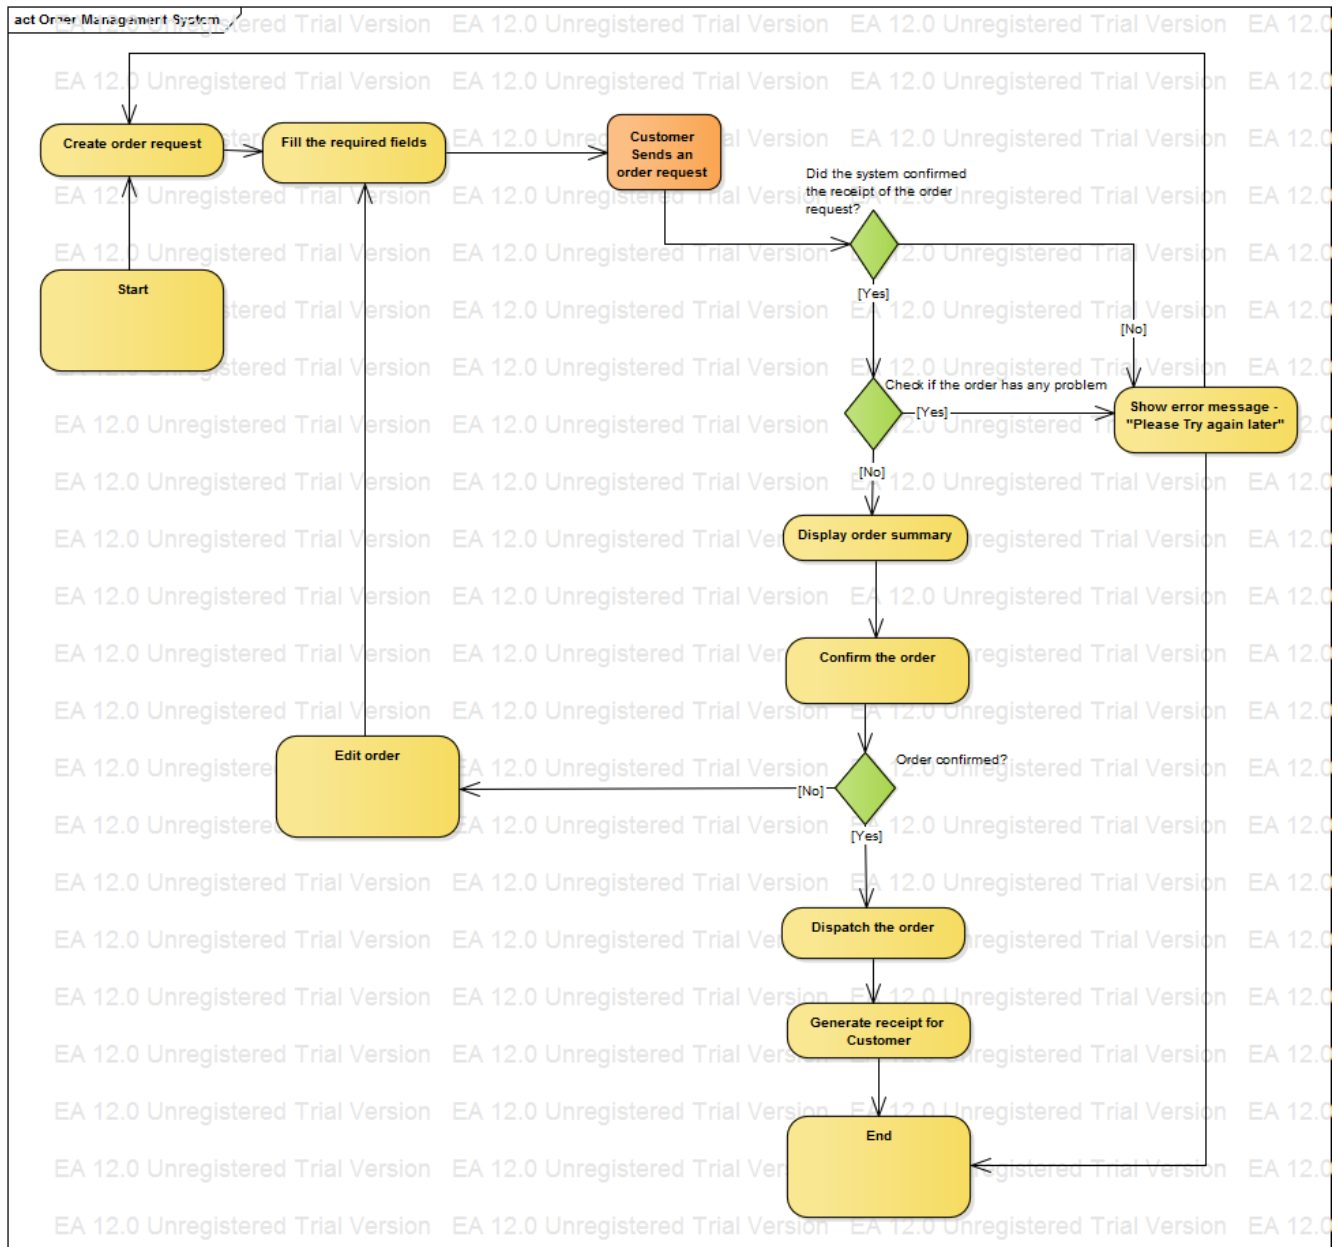 act Orrer Management System
Create order request
Fill the required fields
Customer
Sends an
order request
Did the system confirmed
the receipt of the order
request?
Start
[Yes]
[No]
Check if the order has any problem
[Yes]
Show error message -
"Please Try again later"
[No]
Display order summary
Confirm the order
Edit order
Order confirmed?
[No]
[Yes]
Dispatch the order
Generate receipt for
Customer
End
EA 12.0 Unregistered Trial Version